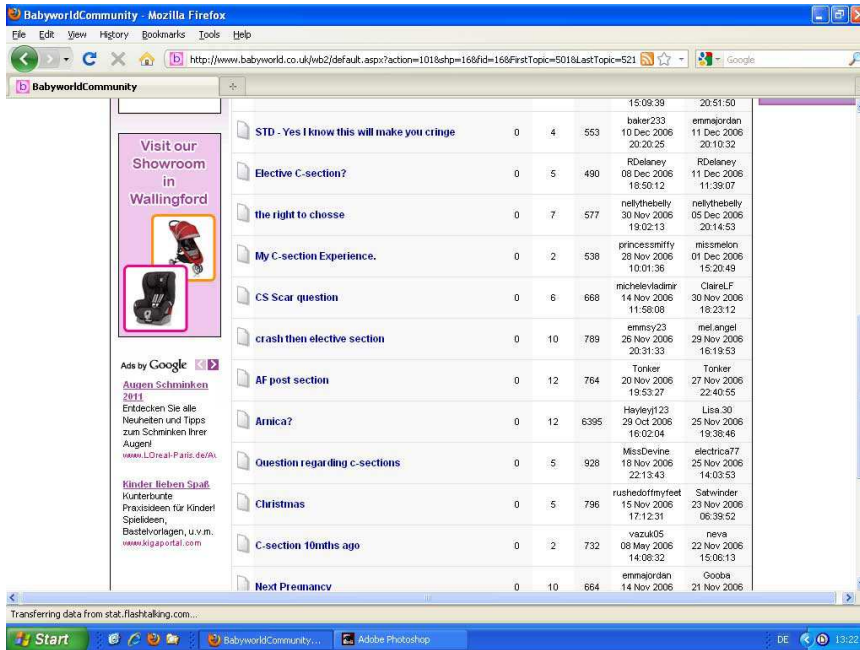 BabyworldCommunity - Mozilla Firefox
File Edit View History Bookmarks Tools Help
http://www.babyworld.co.uk/wb2/default.aspx?action=101&shp=16&fid=16&FirstTopic=501&LastTopic=521
Google
BabyworldCommunity
15:09:39 20:51:50
Visit our
Showroom
in
Wallingford
Ads by Google
Augen Schminken
2011
Entdecken Sie alle
Neuheiten und Tipps
zum Schminken Ihrer
Augen!
www.LOreal-Paris.de/Au
Kinder lieben Spaß
Kunterbunte
Praxisideen für Kinder!
Spielideen,
Bastelvorlagen, u.v.m.
www.kigaportal.com
baker233 emmajordan
STD - Yes I know this will make you cringe 0 4 553 10 Dec 2006 11 Dec 2006
20:20:25 20:10:32
RDelaney RDelaney
Elective C-section? 0 5 490 08 Dec 2006 11 Dec 2006
18:50:12 11:39:07
nellythebelly nellythebelly
the right to chosse 0 7 577 30 Nov 2006 05 Dec 2006
19:02:13 20:14:53
princessmiffy missmelon
My C-section Experience. 0 2 538 28 Nov 2006 01 Dec 2006
10:01:36 15:20:49
michelevladimir ClaireLF
CS Scar question 0 6 668 14 Nov 2006 30 Nov 2006
11:58:08 18:23:12
emmsy23 mel.angel
crash then elective section 0 10 789 26 Nov 2006 29 Nov 2006
20:31:33 16:19:53
Tonker Tonker
AF post section 0 12 764 20 Nov 2006 27 Nov 2006
19:53:27 22:40:55
Hayleyj123 Lisa.30
Arnica? 0 12 6395 29 Oct 2006 25 Nov 2006
16:02:04 19:38:46
MissDevine electrica77
Question regarding c-sections 0 5 928 18 Nov 2006 25 Nov 2006
22:13:43 14:03:53
rushedoffmyfeet Satwinder
Christmas 0 5 796 15 Nov 2006 23 Nov 2006
17:12:31 06:39:52
vazuk05 neva
C-section 10mths ago 0 2 732 08 May 2006 22 Nov 2006
14:08:32 15:06:13
emmajordan Gooba
Next Pregnancy 0 10 664 14 Nov 2006 21 Nov 2006
Transferring data from stat.flashtalking.com...
Start BabyworldCommunity... Adobe Photoshop DE 13:22